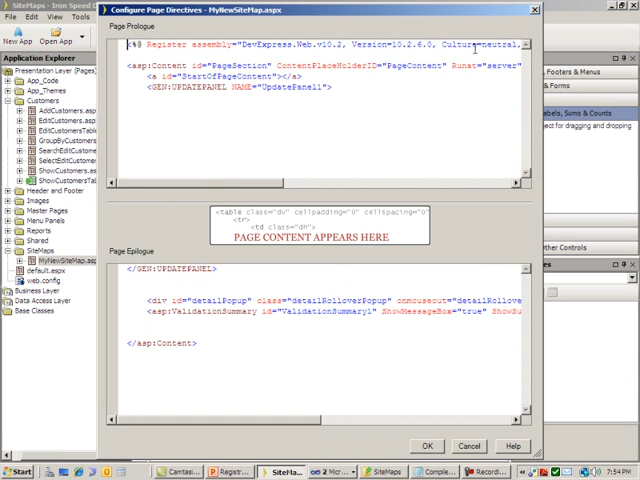 SiteMaps - Iron Speed D
Configure Page Directives - MyNewSiteMap.aspx
File Edit View T
New App Open App
Application Explorer
Presentation Layer (Pages)
App_Code
App_Themes
Customers
AddCustomers.asp
EditCustomers.asp
EditCustomersTable
GroupByCustomers
SearchEditCustome
SelectEditCustome
ShowCustomersTa
Header and Footer
Images
Master Pages
Menu Panels
Reports
Shared
SiteMaps
MyNewSiteMap.asp
default.aspx
web.config
Business Layer
Data Access Layer
Base Classes
Page Prologue
<%@ Register assembly="DevExpress.Web.v10.2, Version=10.2.6.0, Culture=neutral,
<asp:Content id="PageSection" ContentPlaceHolderID="PageContent" Runat="server"
<a id="StartOfPageContent"></a>
<GEN:UPDATEPANEL NAME="UpdatePanel1">
<table class="dv" cellpadding="0" cellspacing="0"
<tr>
<td class="dh">
PAGE CONTENT APPEARS HERE
Page Epilogue
</GEN:UPDATEPANEL>
<div id="detailPopup" class="detailRolloverPopup" onmouseout="detailRollove
<asp:ValidationSummary id="ValidationSummary1" ShowMessageBox="true" ShowSu
</asp:Content>
OK Cancel Help
, Footers & Menus
& Forms
abels, Sums & Counts
ject for dragging and dropping
ther Controls
Start
Camtasi...
Registr...
SiteMa...
2 Micr...
SiteMaps
Compile...
Recordi...
7:54 PM